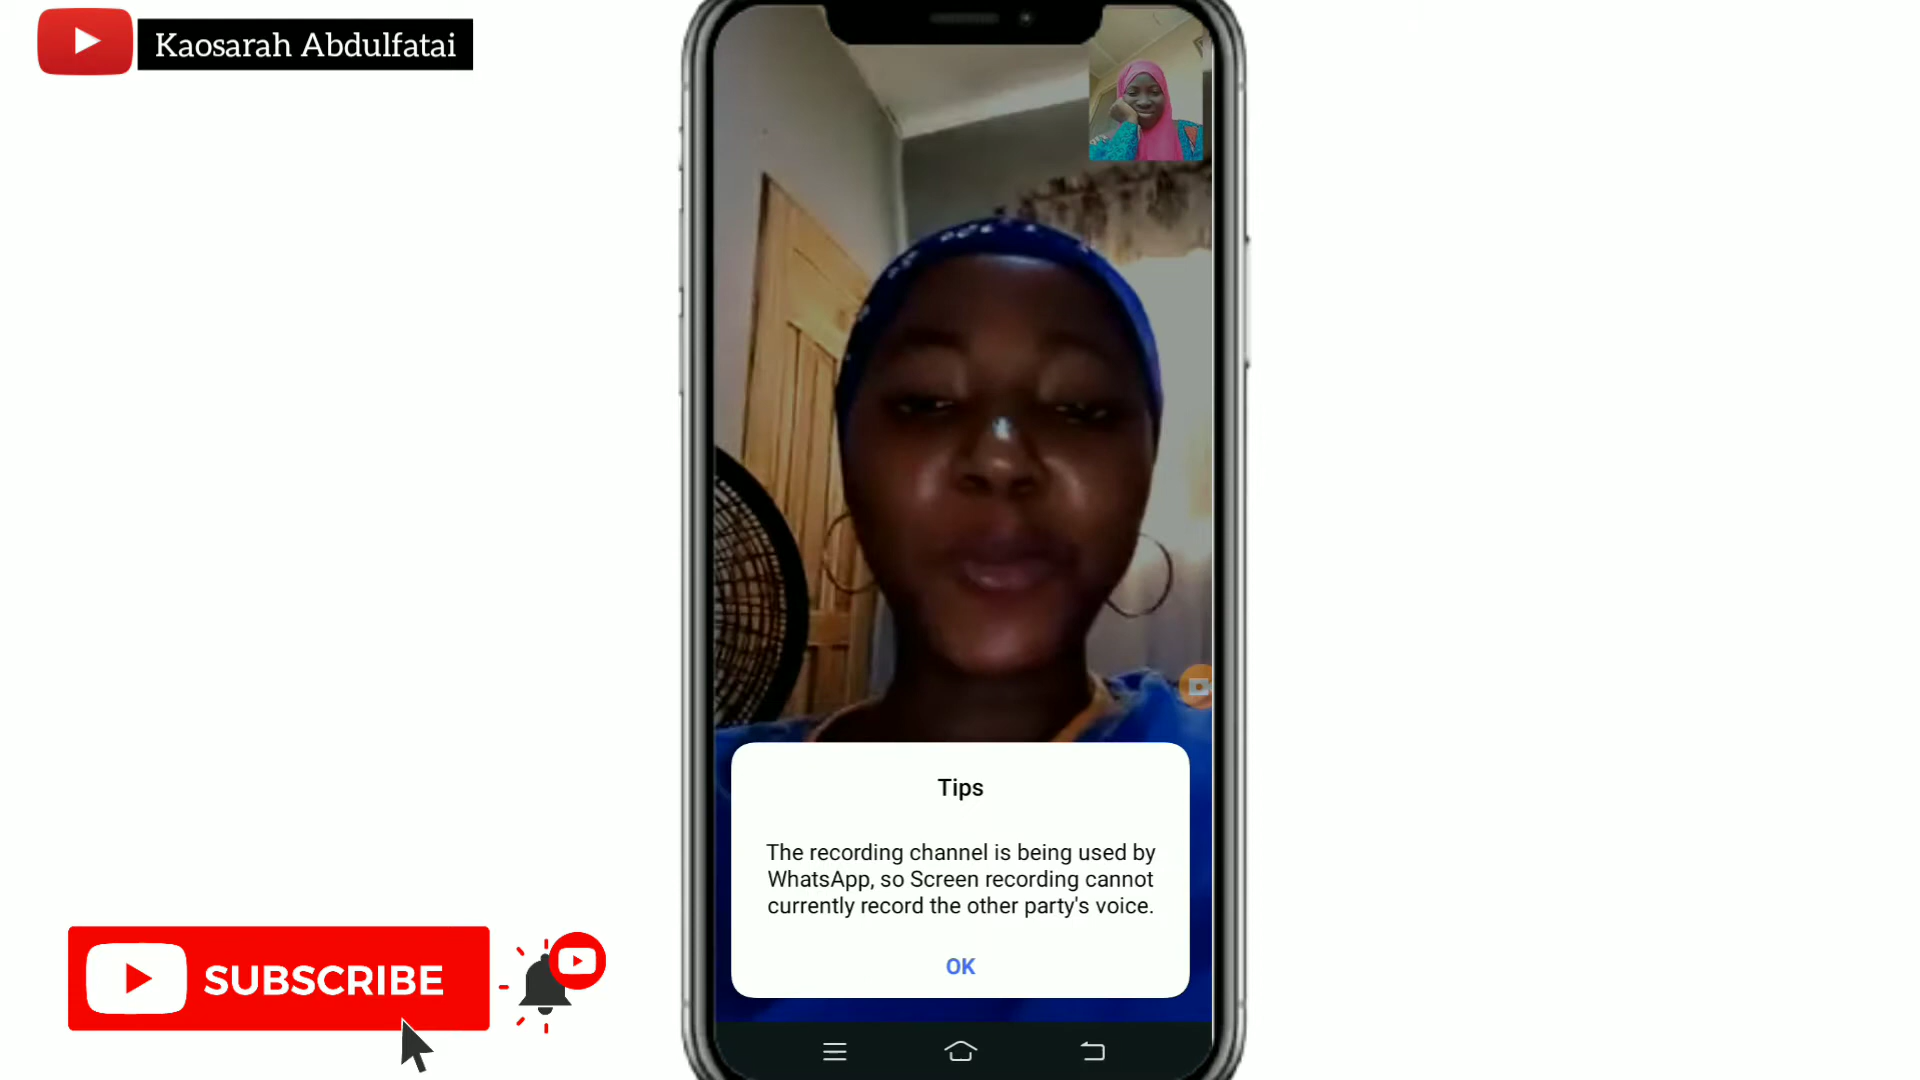 Kaosarah Abdulfatai
Tips
The recording channel is being used by
WhatsApp, so Screen recording cannot
currently record the other party's voice.
OK
SUBSCRIBE